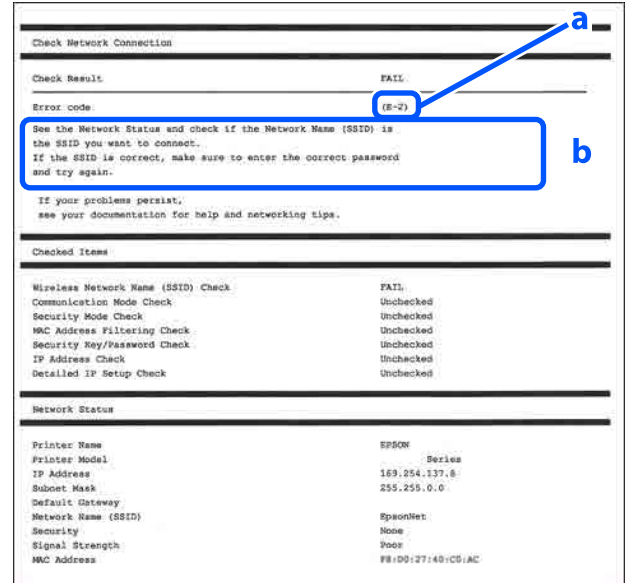 a
Check Network Connection
Check Result FAIL
Error code (E-2)
See the Network Status and check if the Network Name (SSID) is
the SSID you want to connect.
If the SSID is correct, make sure to enter the correct password
and try again.
b
If your problems persist,
see your documentation for help and networking tips.
Checked Items
Wireless Network Name (SSID) Check FAIL
Communication Mode Check Unchecked
Security Mode Check Unchecked
MAC Address Filtering Check Unchecked
Security Key/Password Check Unchecked
IP Address Check Unchecked
Detailed IP Setup Check Unchecked
Network Status
Printer Name EPSON
Printer Model Series
IP Address 169.254.137.8
Subnet Mask 255.255.0.0
Default Gateway
Network Name (SSID) EpsonNet
Security None
Signal Strength Poor
MAC Address F8:D0:27:40:C0:AC